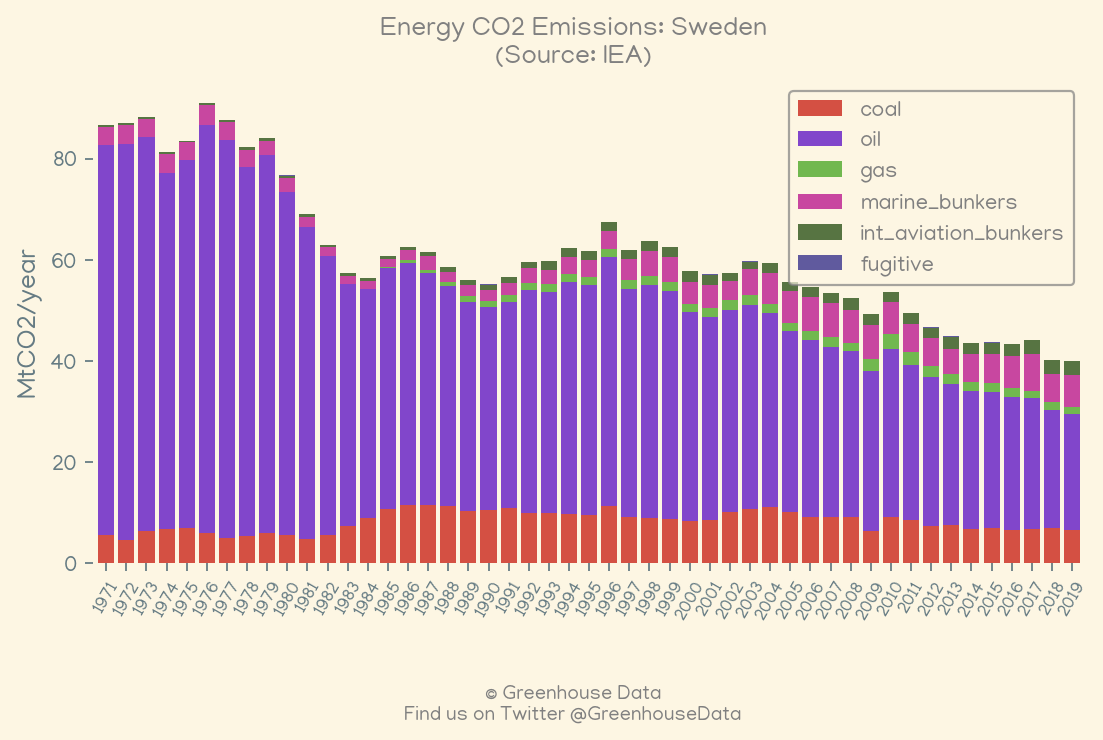 Energy CO2 Emissions: Sweden
(Source: IEA)
coal
oil
gas
marine_bunkers
int_aviation_bunkers
fugitive
MtCO2/year
80
60
40
20
0
1971 1972 1973 1974 1975 1976 1977 1978 1979 1980 1981 1982 1983 1984 1985 1986 1987 1988 1989 1990 1991 1992 1993 1994 1995 1996 1997 1998 1999 2000 2001 2002 2003 2004 2005 2006 2007 2008 2009 2010 2011 2012 2013 2014 2015 2016 2017 2018 2019
© Greenhouse Data
Find us on Twitter @GreenhouseData